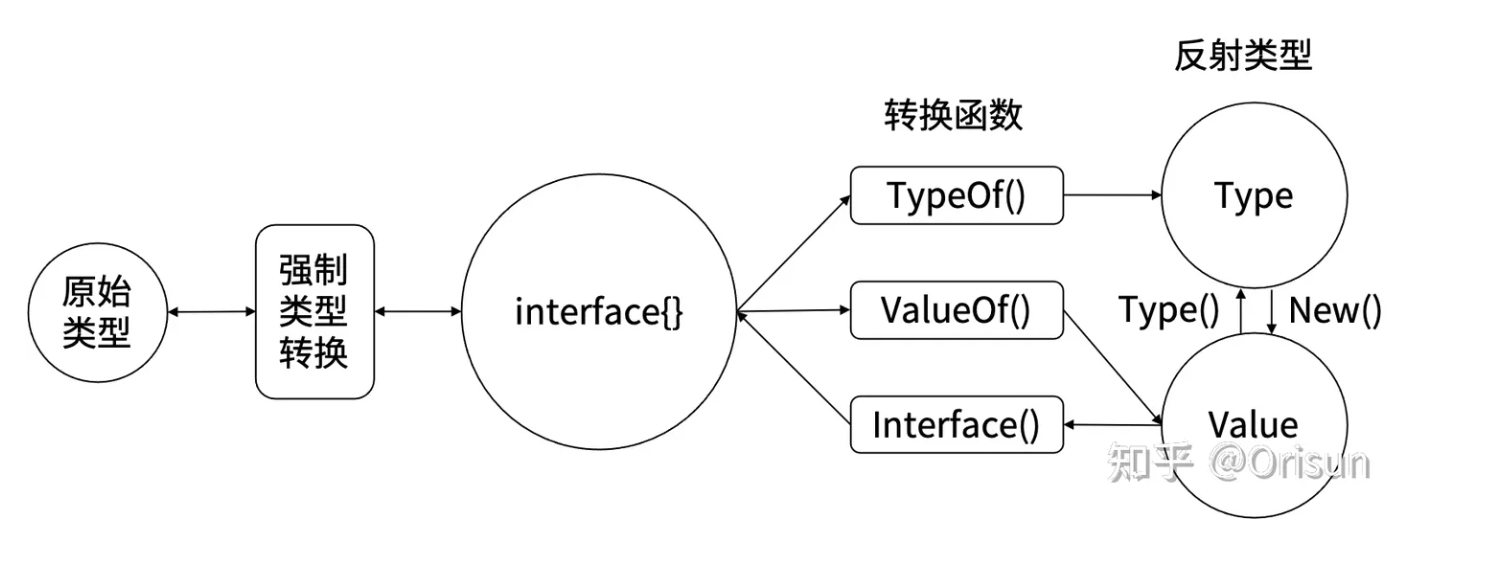 反射类型
转换函数
TypeOf()
Type
原始
类型
强制
类型
转换
interface{}
ValueOf()
Type()
New()
Interface()
Value
知乎 @Orisun